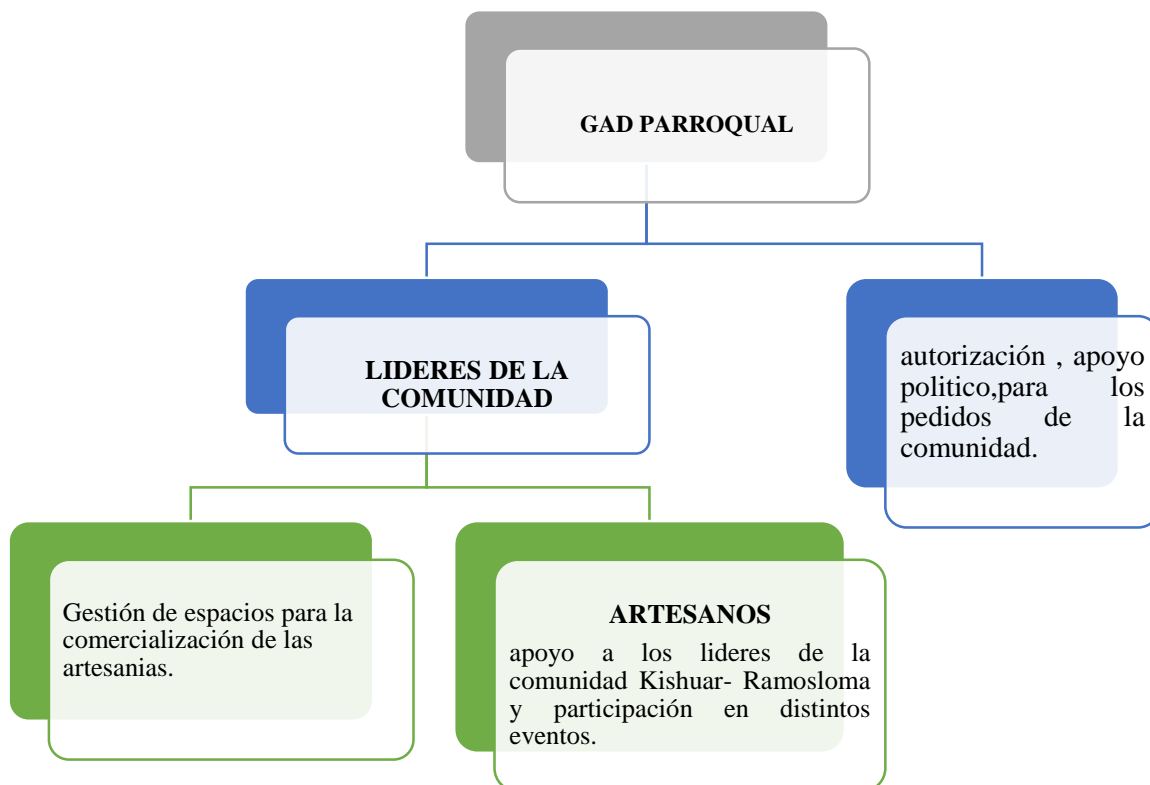 GAD PARROQUAL
LIDERES DE LA
COMUNIDAD
autorización , apoyo
politico,para los
pedidos de la
comunidad.
Gestión de espacios para la
comercialización de las
artesanias.
ARTESANOS
apoyo a los lideres de la
comunidad Kishuar- Ramosloma
y participación en distintos
eventos.